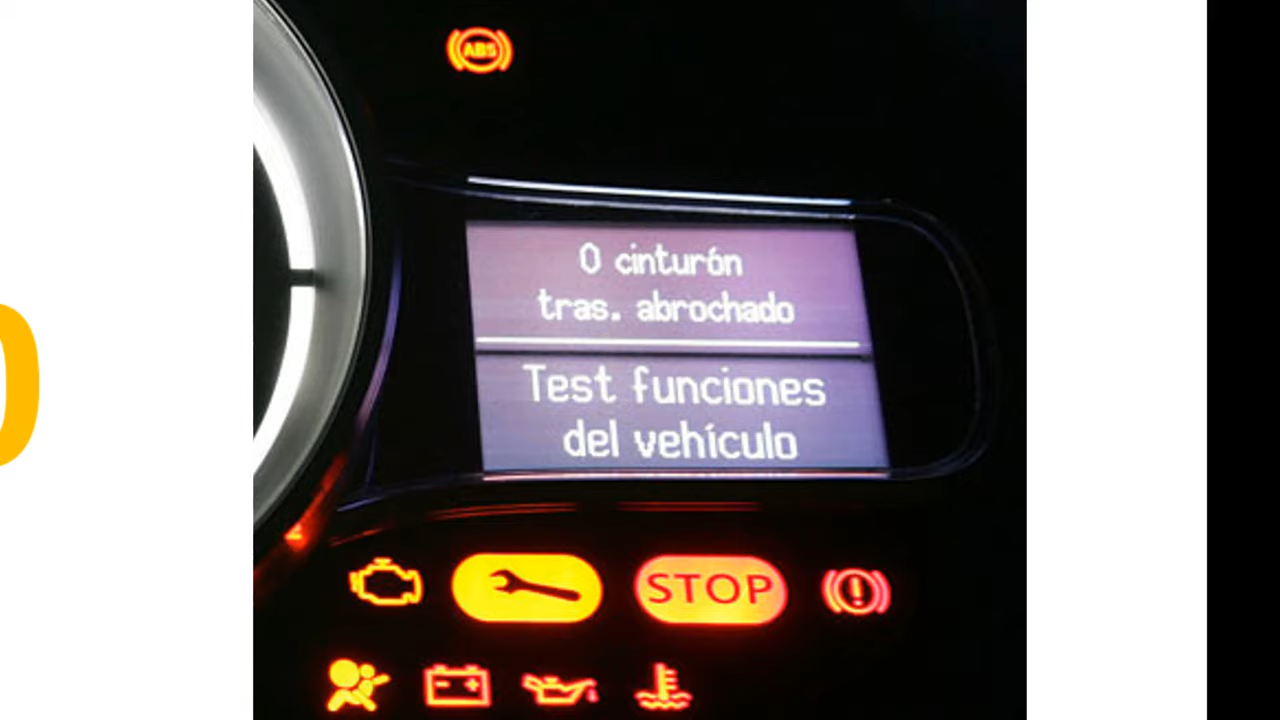 ABS
0 cinturón
tras. abrochado
Test funciones
del vehículo
STOP